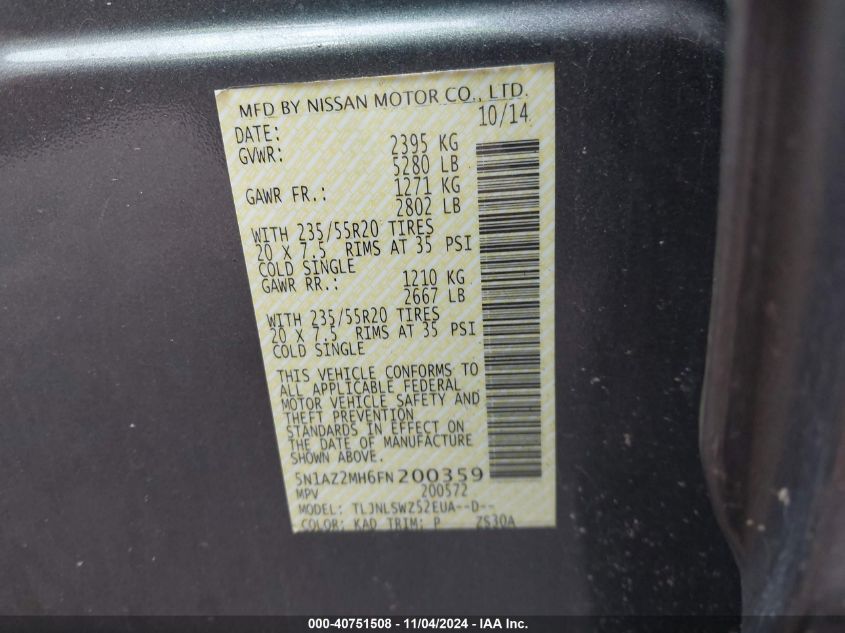 MFD BY NISSAN MOTOR CO., LTD.
DATE: 10/14
GVWR: 2395 KG
5280 LB
GAWR FR.: 1271 KG
2802 LB
WITH 235/55R20 TIRES
20 X 7.5 RIMS AT 35 PSI
COLD SINGLE
GAWR RR.: 1210 KG
2667 LB
WITH 235/55R20 TIRES
20 X 7.5 RIMS AT 35 PSI
COLD SINGLE
THIS VEHICLE CONFORMS TO
ALL APPLICABLE FEDERAL
MOTOR VEHICLE SAFETY AND
THEFT PREVENTION
STANDARDS IN EFFECT ON
THE DATE OF MANUFACTURE
SHOWN ABOVE.
5N1AZ2MH6FN200359
MPV 200572
MODEL: TLJNLSWZ52EUA--D--
COLOR: KAD TRIM: P ZS30A
000-40751508 - 11/04/2024 - IAA Inc.